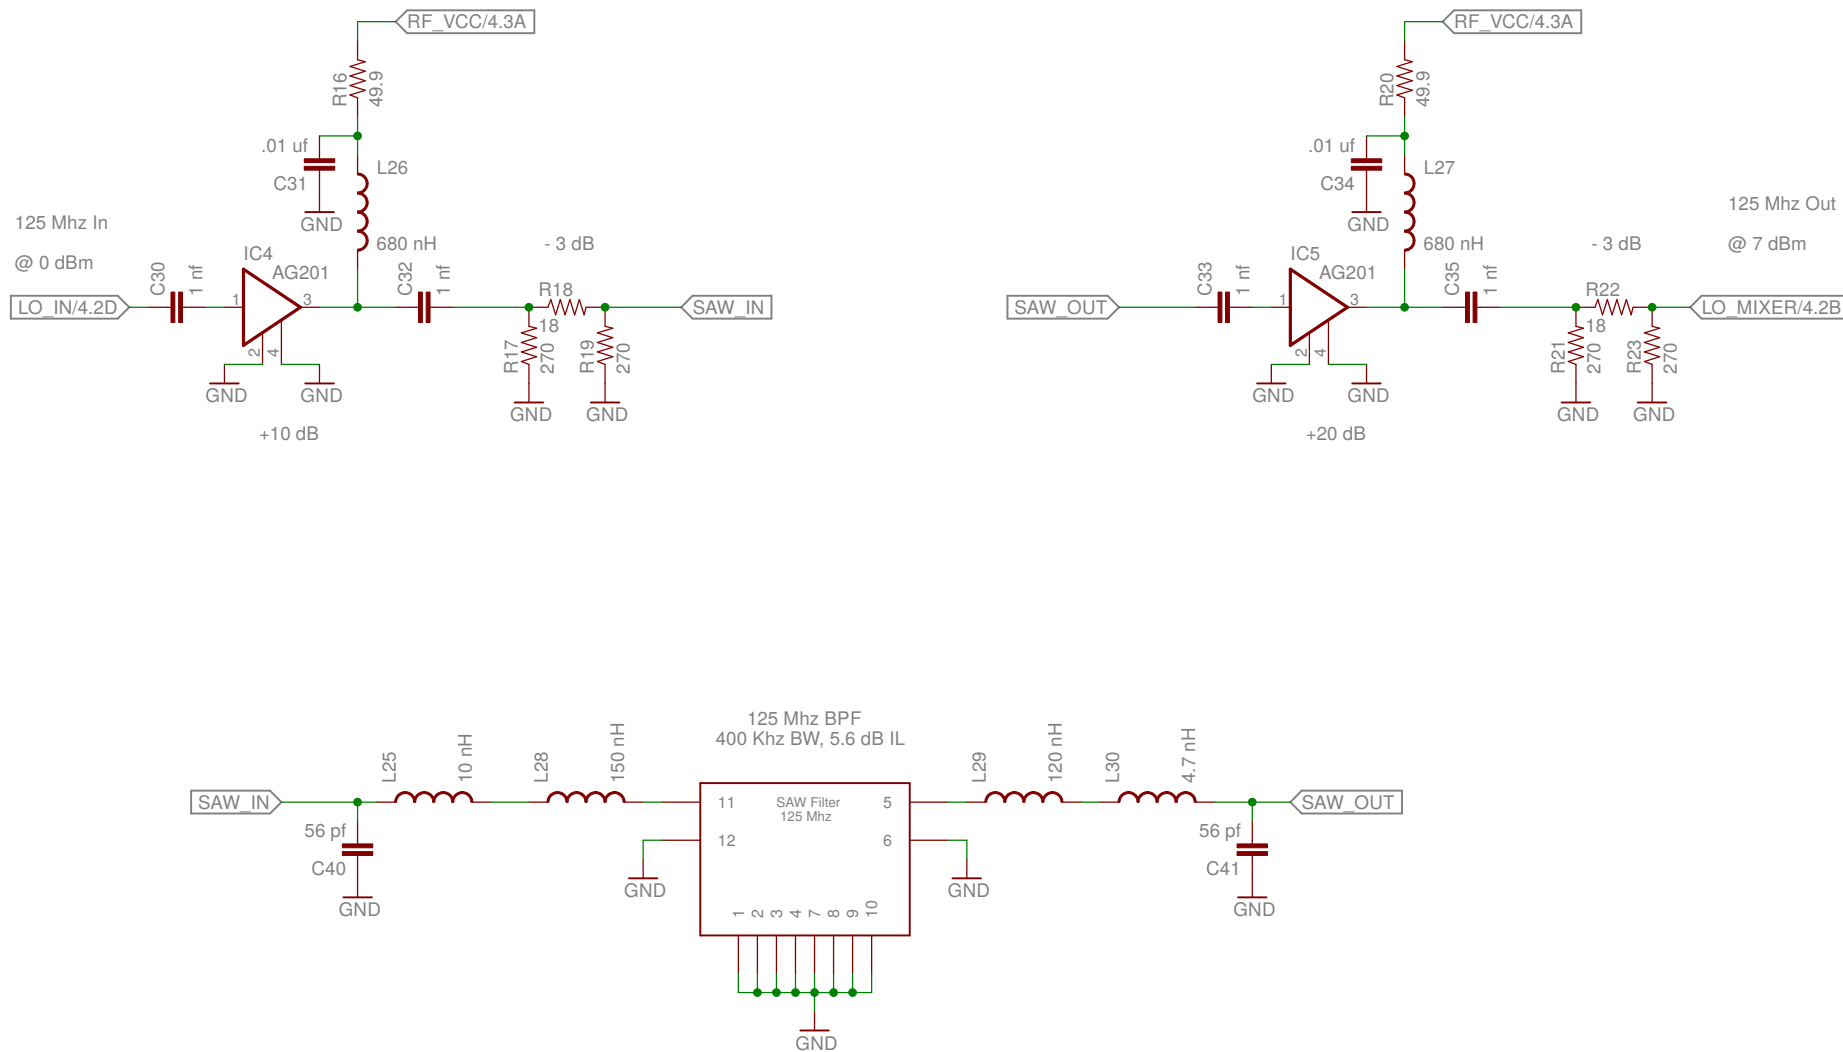 RF_VCC/4.3A
R16
49.9
.01 uf
C31
GND
L26
680 nH
125 Mhz In
@ 0 dBm
LO_IN/4.2D
C30
1 nf
IC4
AG201
1
3
2
4
GND
GND
+10 dB
C32
1 nf
- 3 dB
R18
18
R17
270
R19
270
GND
GND
SAW_IN
RF_VCC/4.3A
R20
49.9
.01 uf
C34
GND
L27
680 nH
SAW_OUT
C33
1 nf
IC5
AG201
1
3
2
4
GND
GND
+20 dB
C35
1 nf
- 3 dB
R22
18
R21
270
R23
270
GND
GND
125 Mhz Out
@ 7 dBm
LO_MIXER/4.2B
125 Mhz BPF
400 Khz BW, 5.6 dB IL
SAW_IN
56 pf
C40
GND
L25
10 nH
L28
150 nH
GND
SAW Filter
125 Mhz
11
12
5
6
1
2
3
4
7
8
9
10
GND
GND
L29
120 nH
L30
4.7 nH
56 pf
C41
GND
SAW_OUT